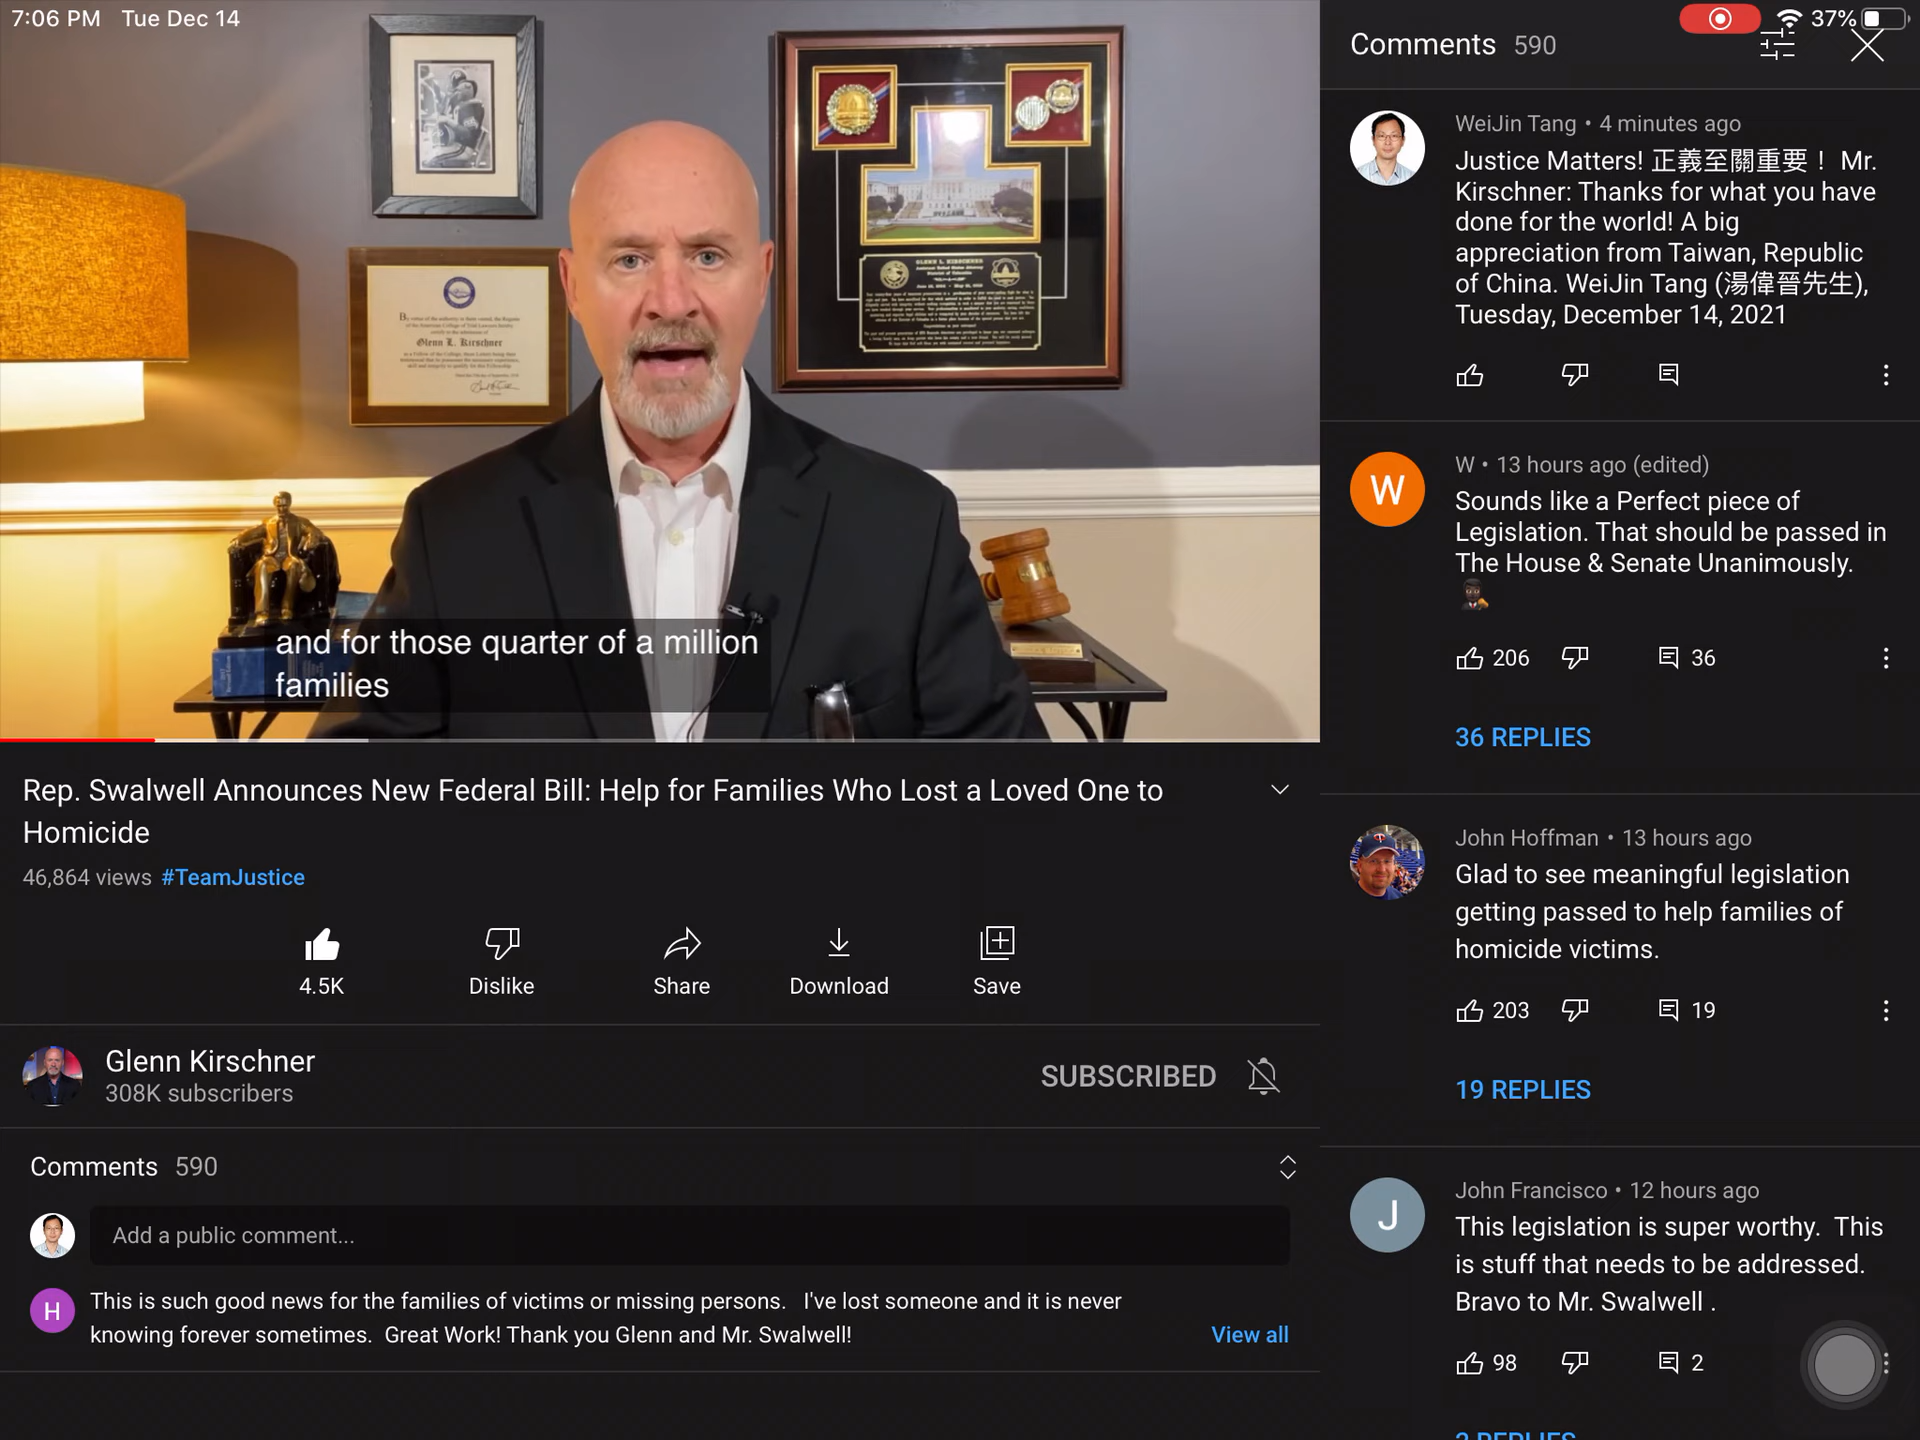 7:06 PM Tue Dec 14
37%
Glenn L. Kirschner
GLENN L. KIRSCHNER
and for those quarter of a million
families
Rep. Swalwell Announces New Federal Bill: Help for Families Who Lost a Loved One to
Homicide
46,864 views #TeamJustice
4.5K
Dislike
Share
Download
Save
Glenn Kirschner
308K subscribers
SUBSCRIBED
Comments 590
Add a public comment...
H
This is such good news for the families of victims or missing persons. I've lost someone and it is never
knowing forever sometimes. Great Work! Thank you Glenn and Mr. Swalwell!
View all
Comments 590
WeiJin Tang • 4 minutes ago
Justice Matters! 正義至關重要！ Mr.
Kirschner: Thanks for what you have
done for the world! A big
appreciation from Taiwan, Republic
of China. WeiJin Tang (湯偉晉先生),
Tuesday, December 14, 2021
W
W • 13 hours ago (edited)
Sounds like a Perfect piece of
Legislation. That should be passed in
The House & Senate Unanimously.
👨🏿‍⚖️
206
36
36 REPLIES
John Hoffman • 13 hours ago
Glad to see meaningful legislation
getting passed to help families of
homicide victims.
203
19
19 REPLIES
J
John Francisco • 12 hours ago
This legislation is super worthy. This
is stuff that needs to be addressed.
Bravo to Mr. Swalwell .
98
2
2 REPLIES